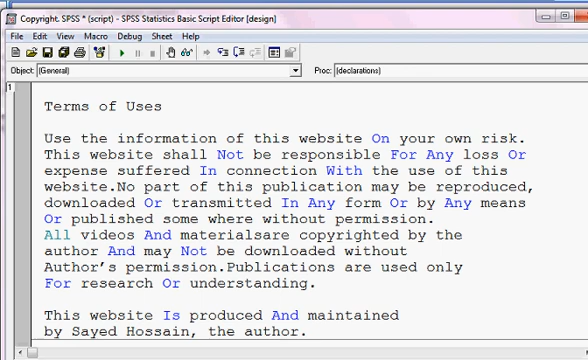 Copyright. SPSS * (script) - SPSS Statistics Basic Script Editor [design]
File Edit View Macro Debug Sheet Help
Object: (General) Proc: (declarations)
1
Terms of Uses
Use the information of this website On your own risk.
This website shall Not be responsible For Any loss Or
expense suffered In connection With the use of this
website.No part of this publication may be reproduced,
downloaded Or transmitted In Any form Or by Any means
Or published some where without permission.
All videos And materialsare copyrighted by the
author And may Not be downloaded without
Author's permission.Publications are used only
For research Or understanding.
This website Is produced And maintained
by Sayed Hossain, the author.